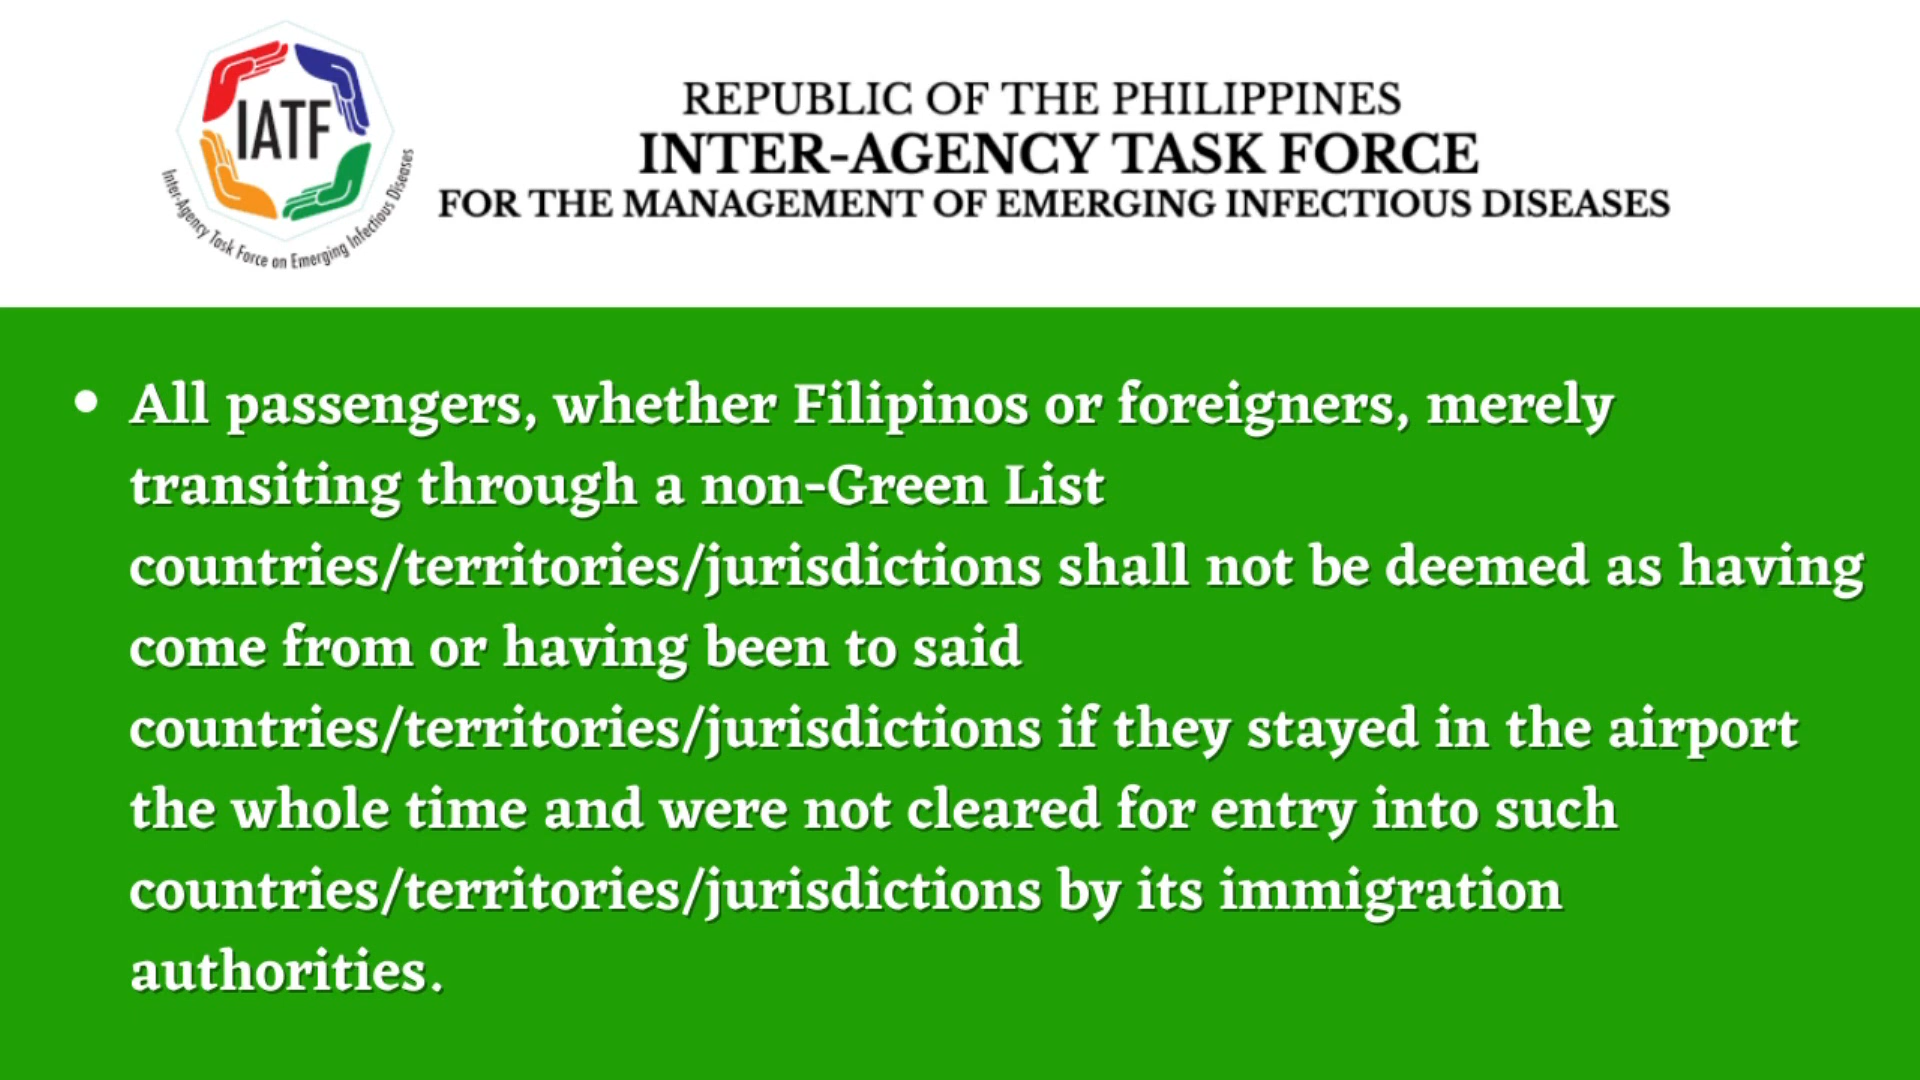 IATF
Inter-Agency Task Force on Emerging Infectious Diseases
REPUBLIC OF THE PHILIPPINES
INTER-AGENCY TASK FORCE
FOR THE MANAGEMENT OF EMERGING INFECTIOUS DISEASES
• All passengers, whether Filipinos or foreigners, merely
transiting through a non-Green List
countries/territories/jurisdictions shall not be deemed as having
come from or having been to said
countries/territories/jurisdictions if they stayed in the airport
the whole time and were not cleared for entry into such
countries/territories/jurisdictions by its immigration
authorities.